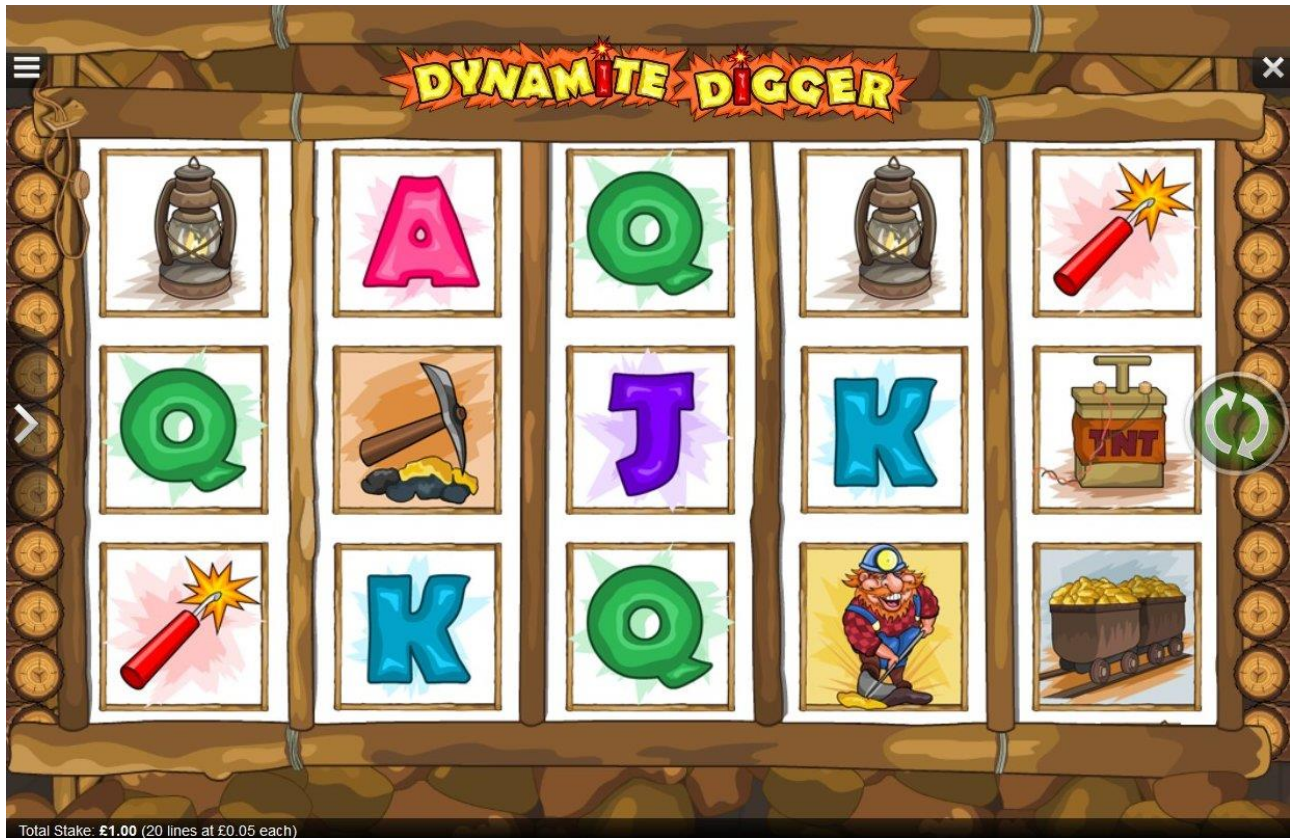 DYNAMITE DIGGER
A Q
Q J K TNT
K Q
Total Stake: £1.00 (20 lines at £0.05 each)